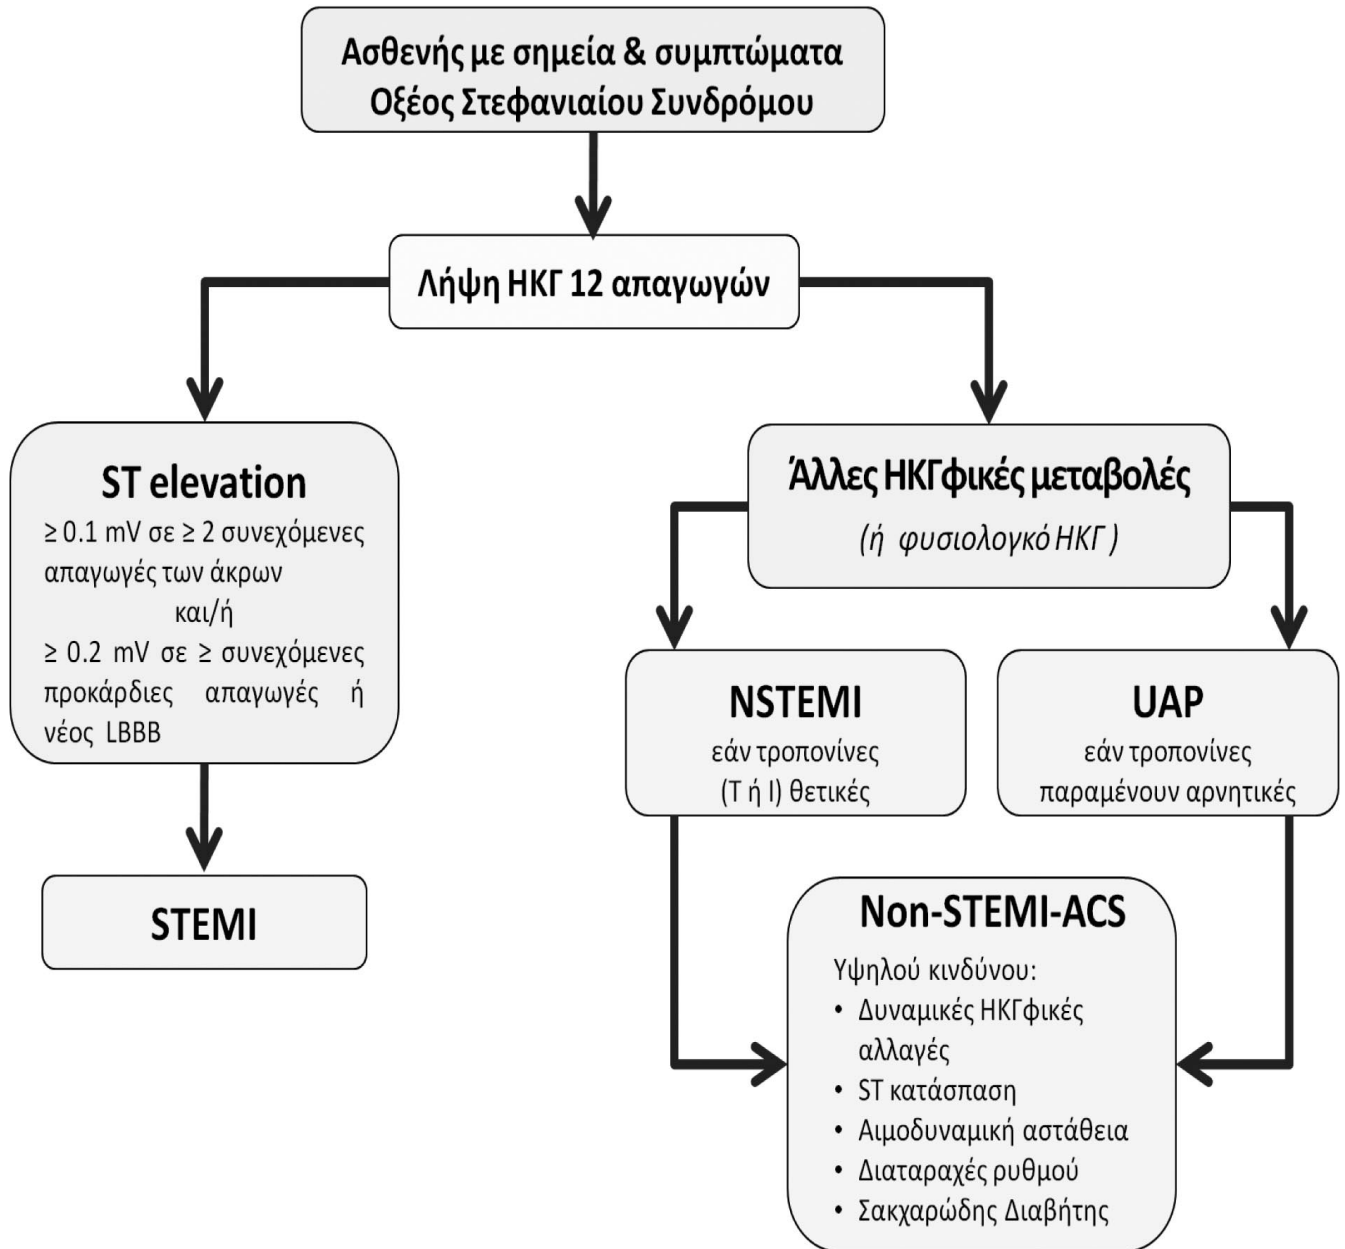 Ασθενής με σημεία & συμπτώματα
Οξέος Στεφανιαίου Συνδρόμου
Λήψη ΗΚΓ 12 απαγωγών
ST elevation
≥ 0.1 mV σε ≥ 2 συνεχόμενες
απαγωγές των άκρων
και/ή
≥ 0.2 mV σε ≥ συνεχόμενες
προκάρδιες απαγωγές ή
νέος LBBB
STEMI
Άλλες ΗΚΓφικές μεταβολές
(ή φυσιολογκό ΗΚΓ )
NSTEMI
εάν τροπονίνες
(Τ ή Ι) θετικές
UAP
εάν τροπονίνες
παραμένουν αρνητικές
Non-STEMI-ACS
Υψηλού κινδύνου:
• Δυναμικές ΗΚΓφικές
αλλαγές
• ST κατάσπαση
• Αιμοδυναμική αστάθεια
• Διαταραχές ρυθμού
• Σακχαρώδης Διαβήτης